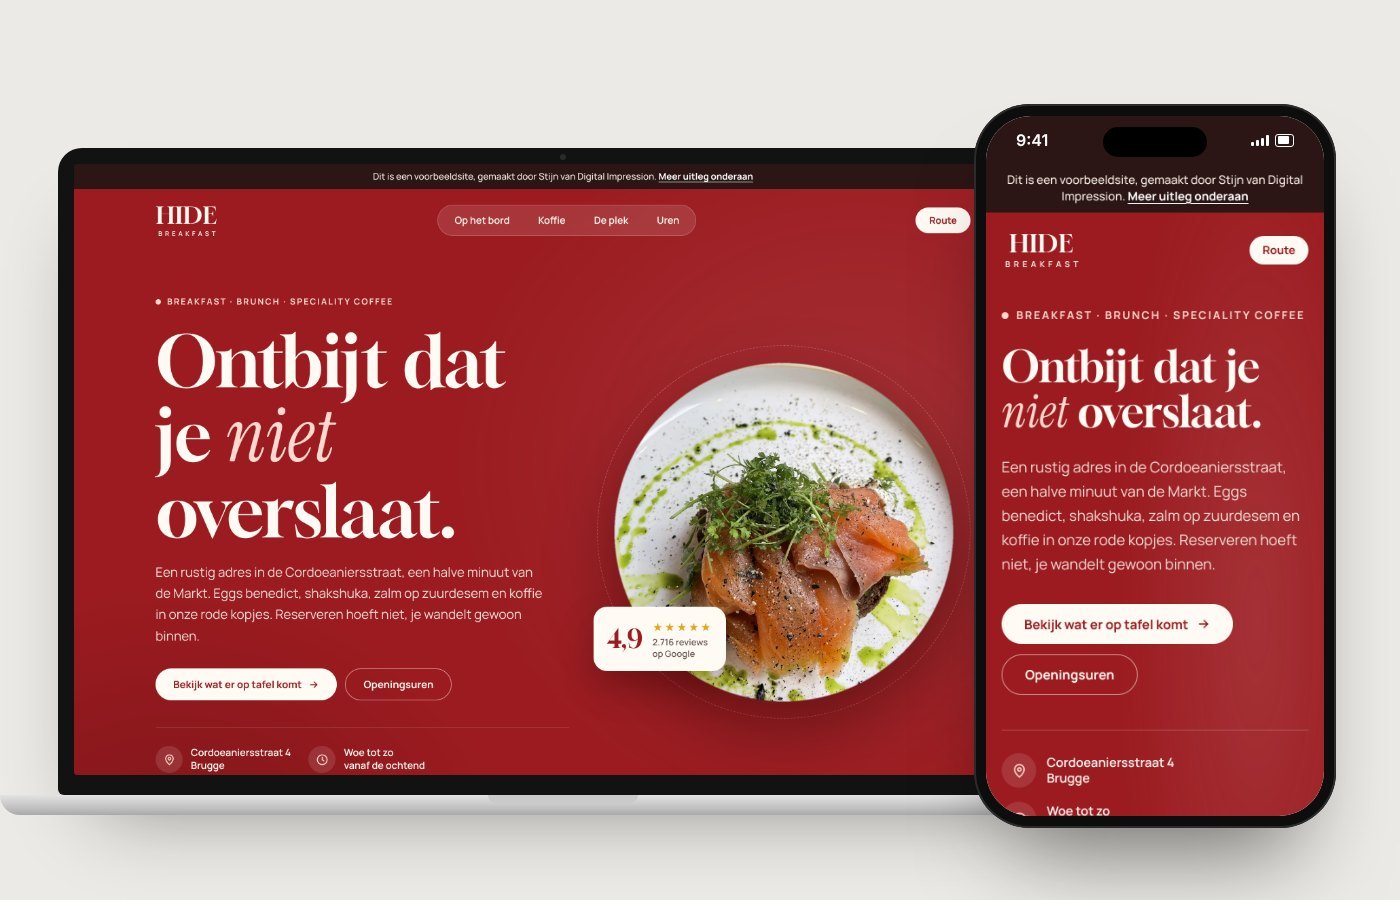 Dit is een voorbeeldsite, gemaakt door Stijn van Digital Impression. Meer uitleg onderaan
HIDE
BREAKFAST
Op het bord
Koffie
De plek
Uren
Route
BREAKFAST · BRUNCH · SPECIALITY COFFEE
Ontbijt dat
je niet
overslaat.
Een rustig adres in de Cordoeaniersstraat, een halve minuut van
de Markt. Eggs benedict, shakshuka, zalm op zuurdesem en koffie
in onze rode kopjes. Reserveren hoeft niet, je wandelt gewoon
binnen.
Bekijk wat er op tafel komt →
Openingsuren
4,9
★★★★★
2.716 reviews
op Google
Cordoeaniersstraat 4
Brugge
Woe tot zo
vanaf de ochtend
9:41
Dit is een voorbeeldsite, gemaakt door Stijn van Digital
Impression. Meer uitleg onderaan
HIDE
BREAKFAST
Route
BREAKFAST · BRUNCH · SPECIALITY COFFEE
Ontbijt dat je
niet overslaat.
Een rustig adres in de Cordoeaniersstraat,
een halve minuut van de Markt. Eggs
benedict, shakshuka, zalm op zuurdesem en
koffie in onze rode kopjes. Reserveren hoeft
niet, je wandelt gewoon binnen.
Bekijk wat er op tafel komt →
Openingsuren
Cordoeaniersstraat 4
Brugge
Woe tot zo